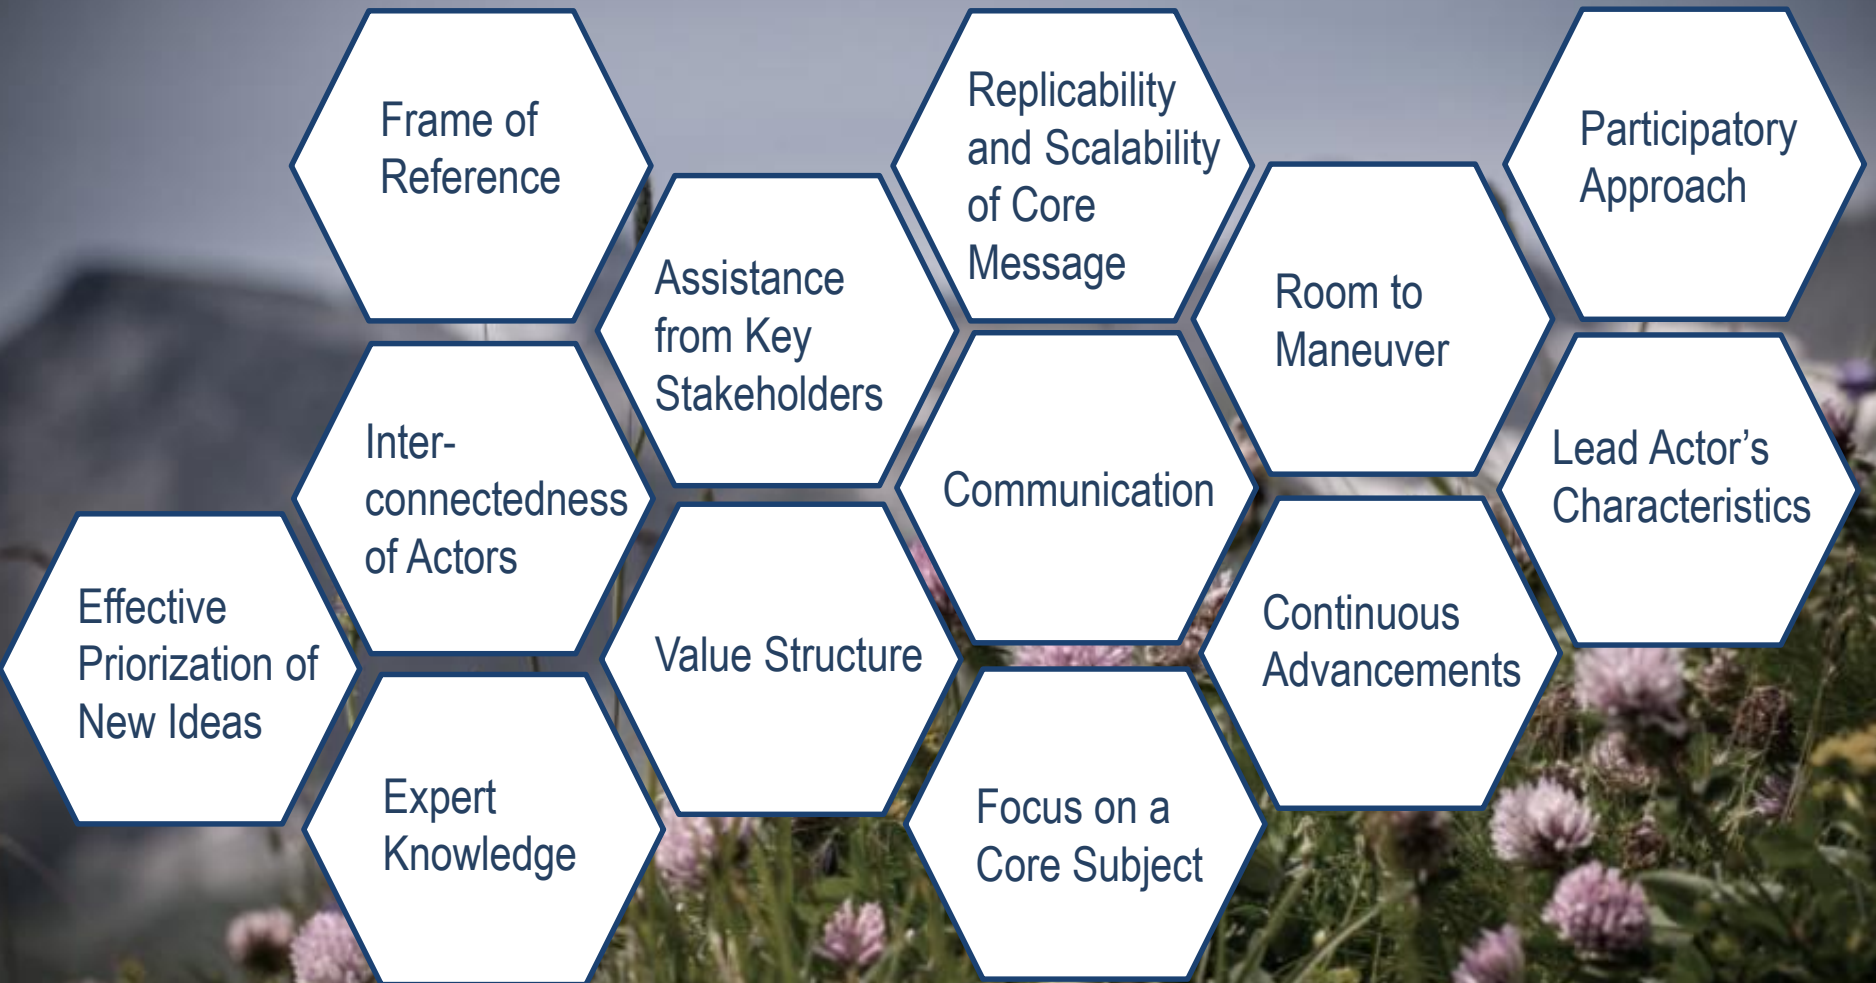 Frame of
Reference
Replicability
and Scalability
of Core
Message
Participatory
Approach
Assistance
from Key
Stakeholders
Room to
Maneuver
Inter-
connectedness
of Actors
Communication
Lead Actor’s
Characteristics
Effective
Priorization of
New Ideas
Value Structure
Continuous
Advancements
Expert
Knowledge
Focus on a
Core Subject